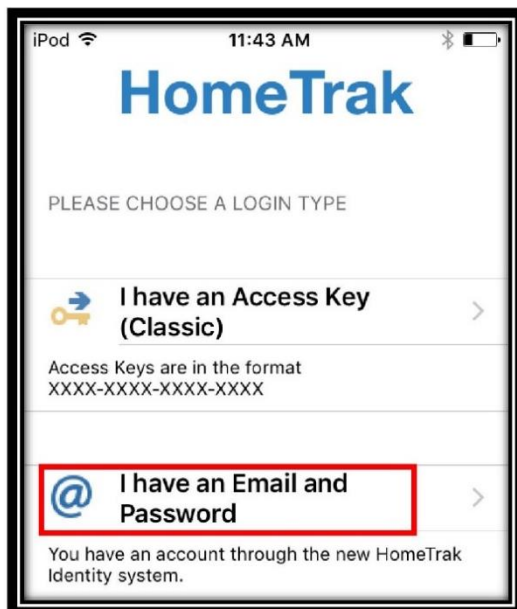 iPod 11:43 AM
HomeTrak
PLEASE CHOOSE A LOGIN TYPE
I have an Access Key
(Classic)
Access Keys are in the format
XXXX-XXXX-XXXX-XXXX
@ I have an Email and
Password
You have an account through the new HomeTrak
Identity system.